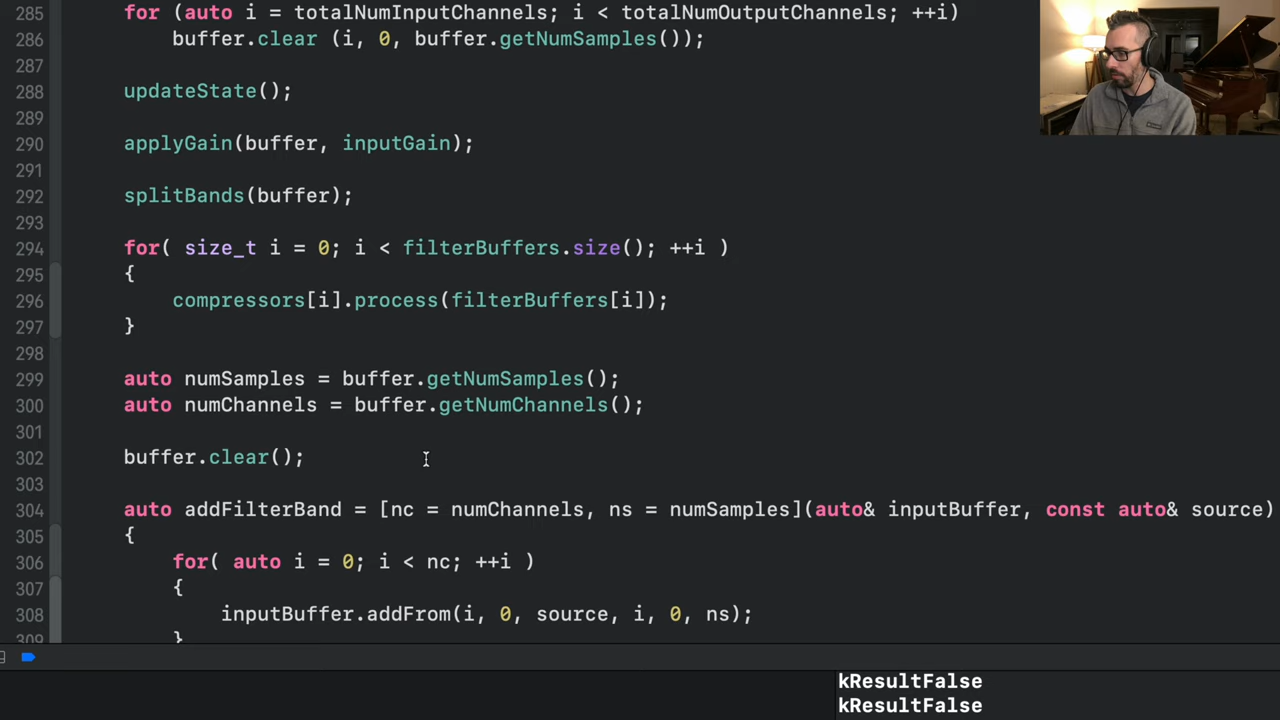 285 for (auto i = totalNumInputChannels; i < totalNumOutputChannels; ++i)
286 buffer.clear (i, 0, buffer.getNumSamples());
287
288 updateState();
289
290 applyGain(buffer, inputGain);
291
292 splitBands(buffer);
293
294 for( size_t i = 0; i < filterBuffers.size(); ++i )
295 {
296 compressors[i].process(filterBuffers[i]);
297 }
298
299 auto numSamples = buffer.getNumSamples();
300 auto numChannels = buffer.getNumChannels();
301
302 buffer.clear();
303
304 auto addFilterBand = [nc = numChannels, ns = numSamples](auto& inputBuffer, const auto& source)
305 {
306 for( auto i = 0; i < nc; ++i )
307 {
308 inputBuffer.addFrom(i, 0, source, i, 0, ns);
309 }
kResultFalse
kResultFalse